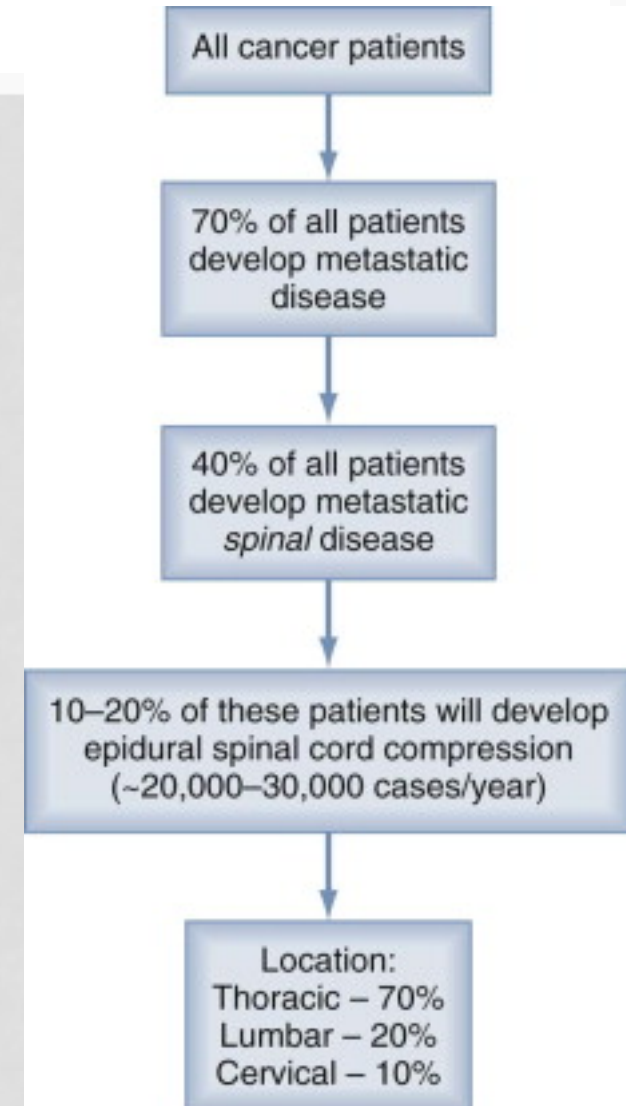 All cancer patients
70% of all patients
develop metastatic
disease
40% of all patients
develop metastatic
spinal disease
10–20% of these patients will develop
epidural spinal cord compression
(~20,000–30,000 cases/year)
Location:
Thoracic – 70%
Lumbar – 20%
Cervical – 10%